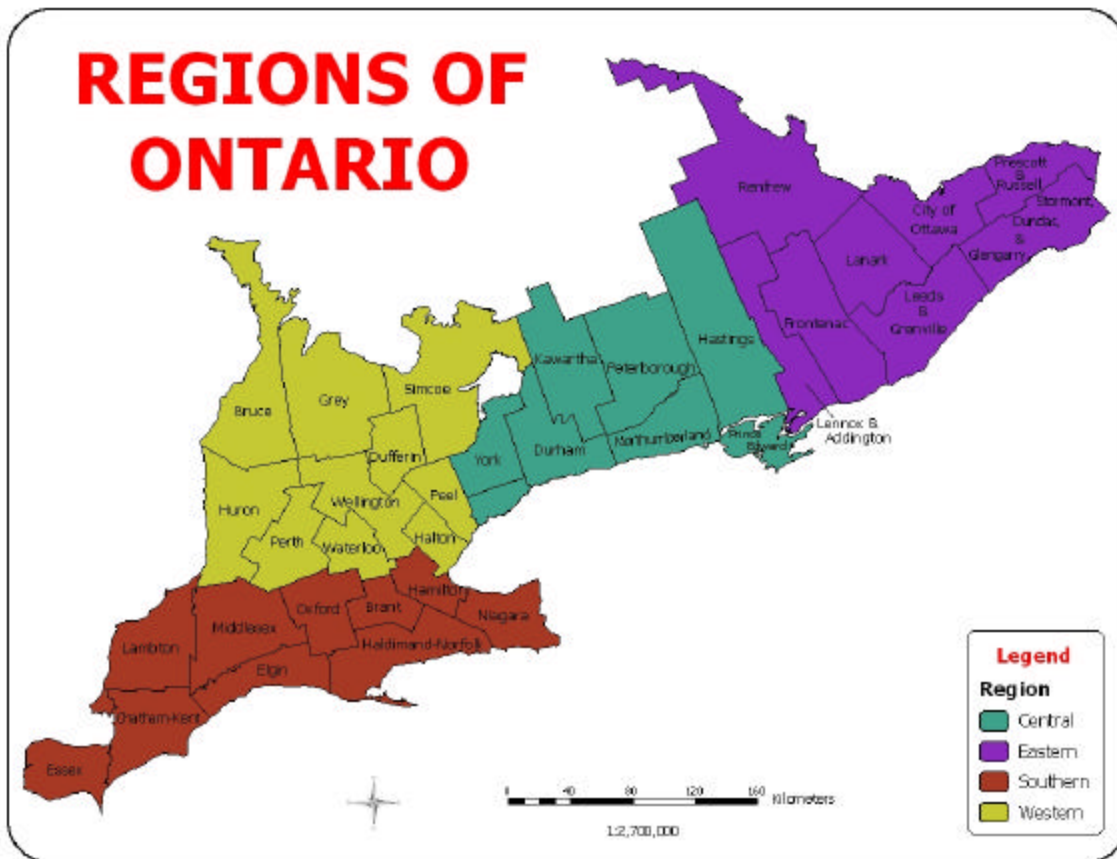 REGIONS OF
ONTARIO
Renfrew
Prescott
&
Russell
Stormont,
Dundas,
&
Glengarry
City of
Ottawa
Lanark
Leeds
&
Grenville
Frontenac
Hastings
Lennox &
Addington
Kawartha
Peterborough
Northumberland
Prince
Edward
Durham
York
Simcoe
Grey
Bruce
Dufferin
Peel
Wellington
Huron
Halton
Perth
Waterloo
Hamilton
Brant
Niagara
Oxford
Middlesex
Haldimand-Norfolk
Lambton
Elgin
Chatham-Kent
Essex
0 40 80 120 160
Kilometers
1:2,700,000
Legend
Region
Central
Eastern
Southern
Western